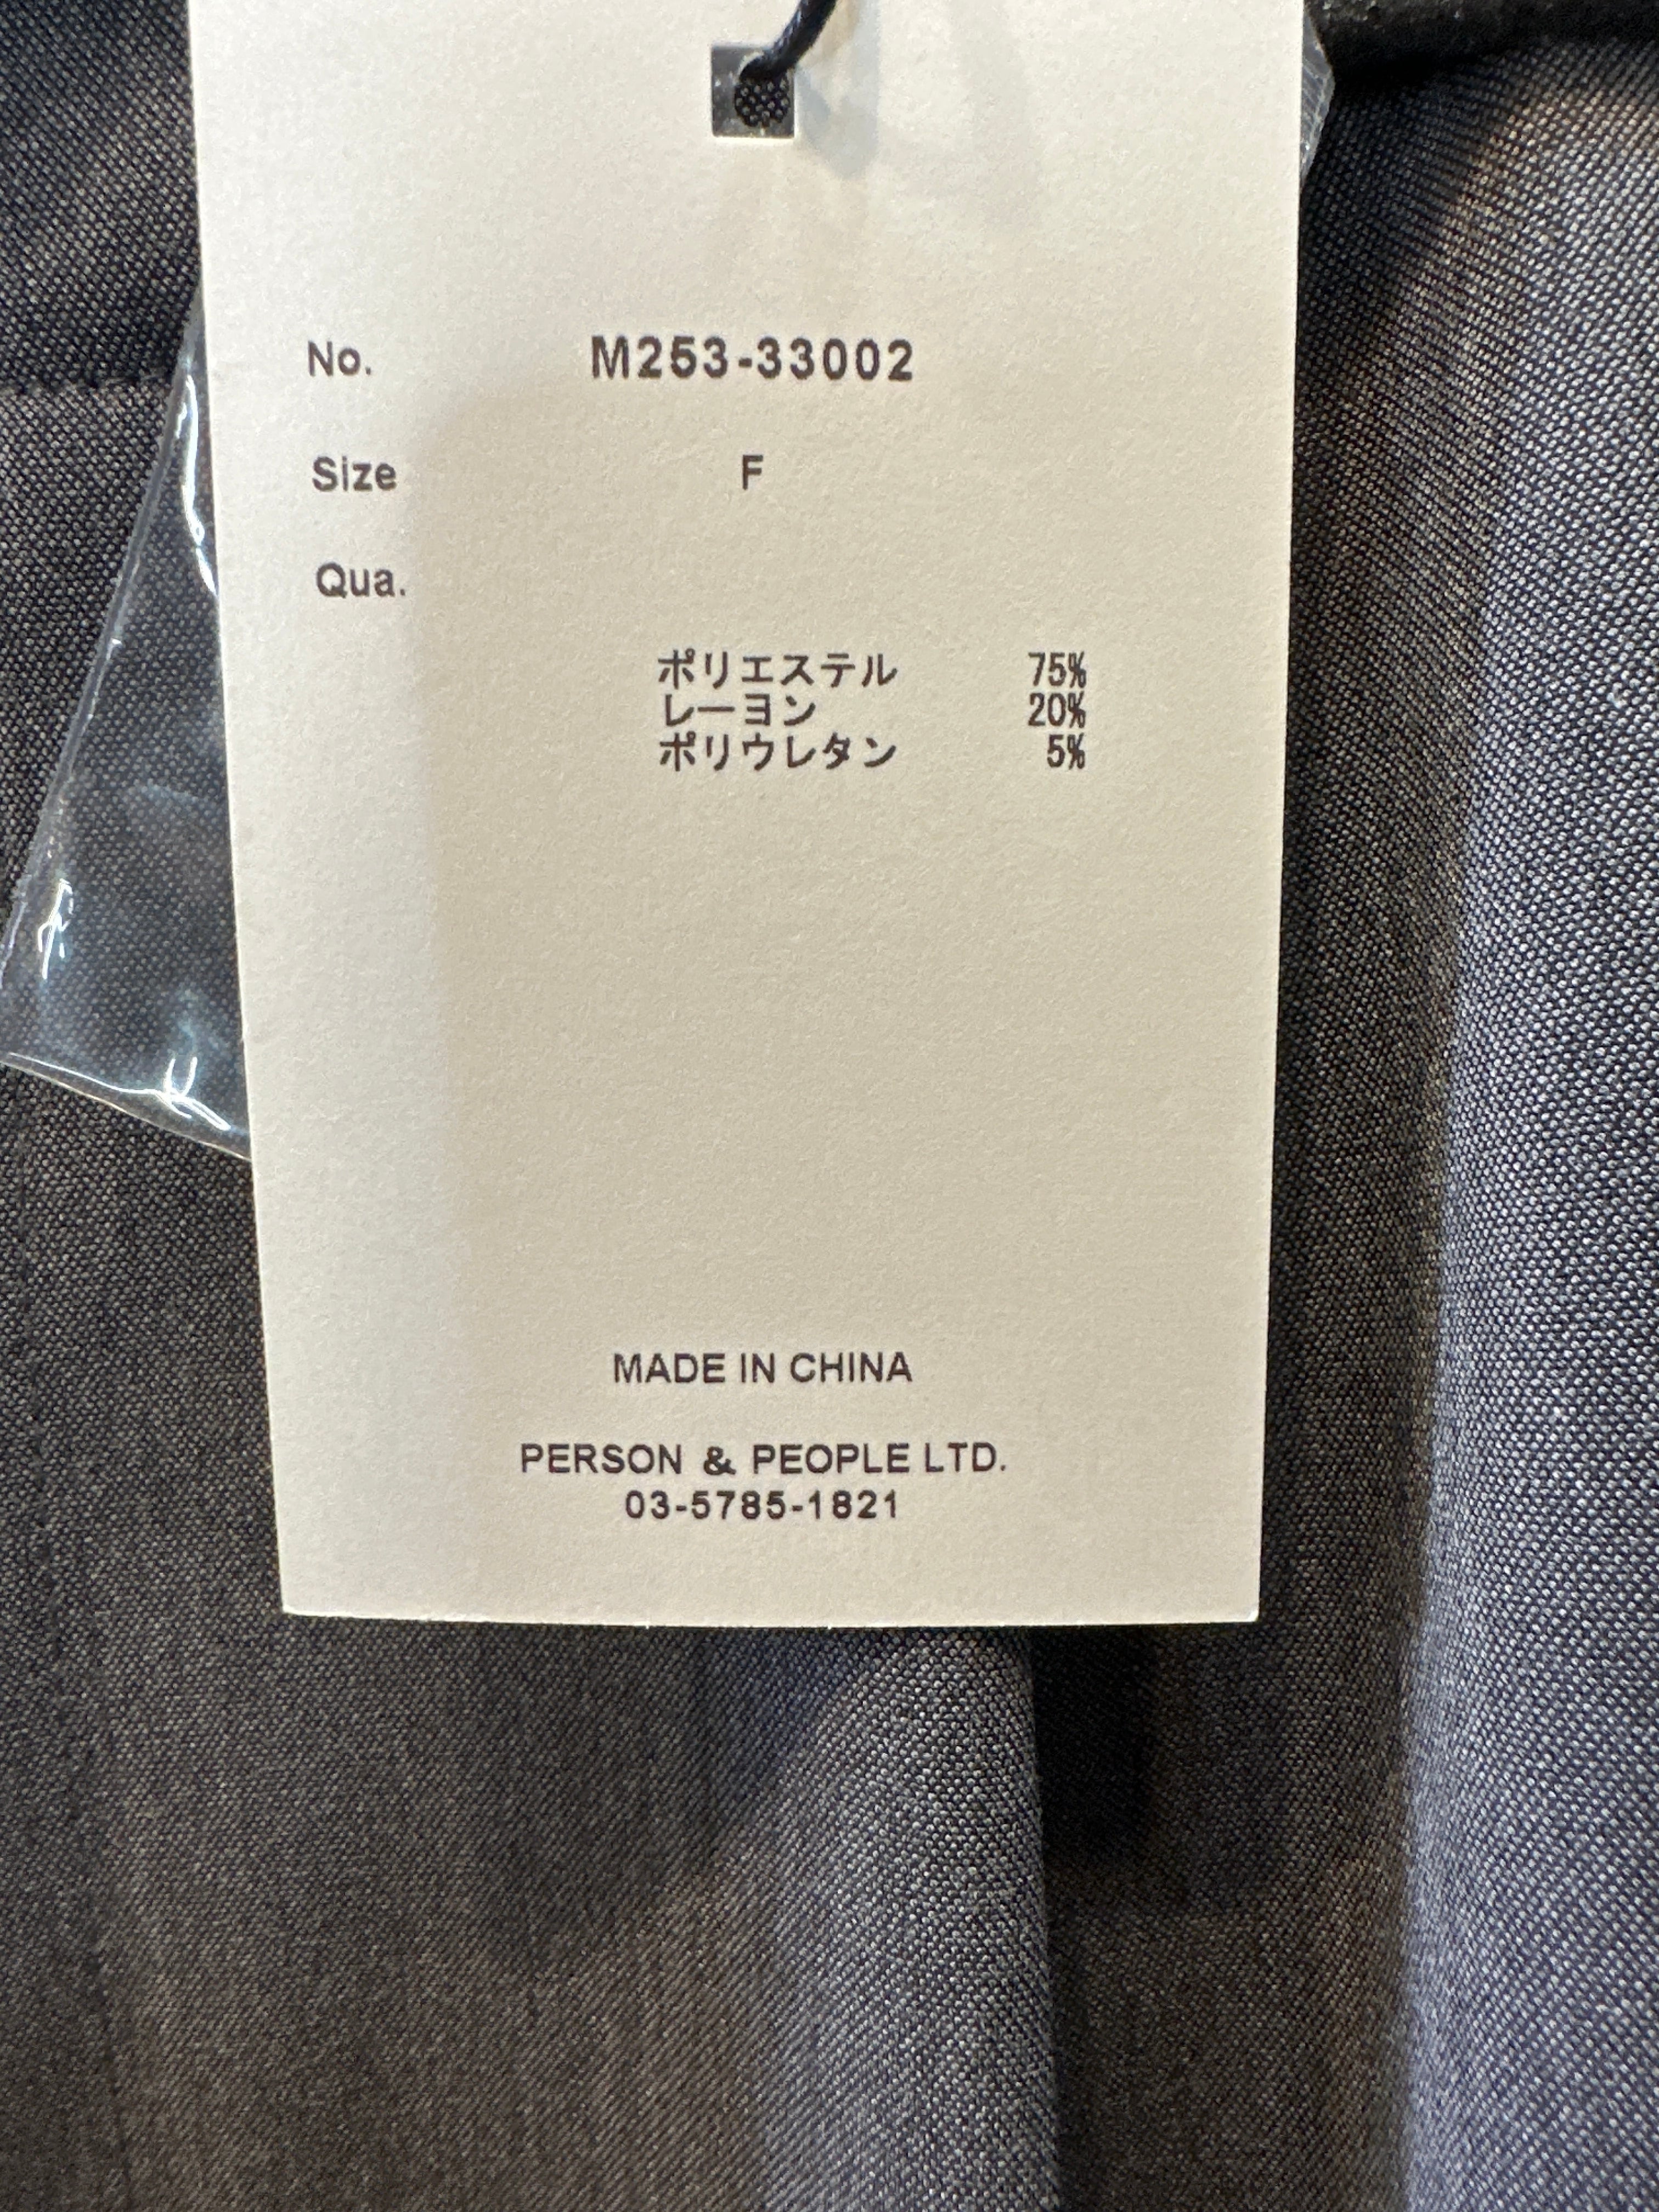 No. M253-33002
Size F
Qua.
ポリエステル 75%
レーヨン 20%
ポリウレタン 5%
MADE IN CHINA
PERSON & PEOPLE LTD.
03-5785-1821